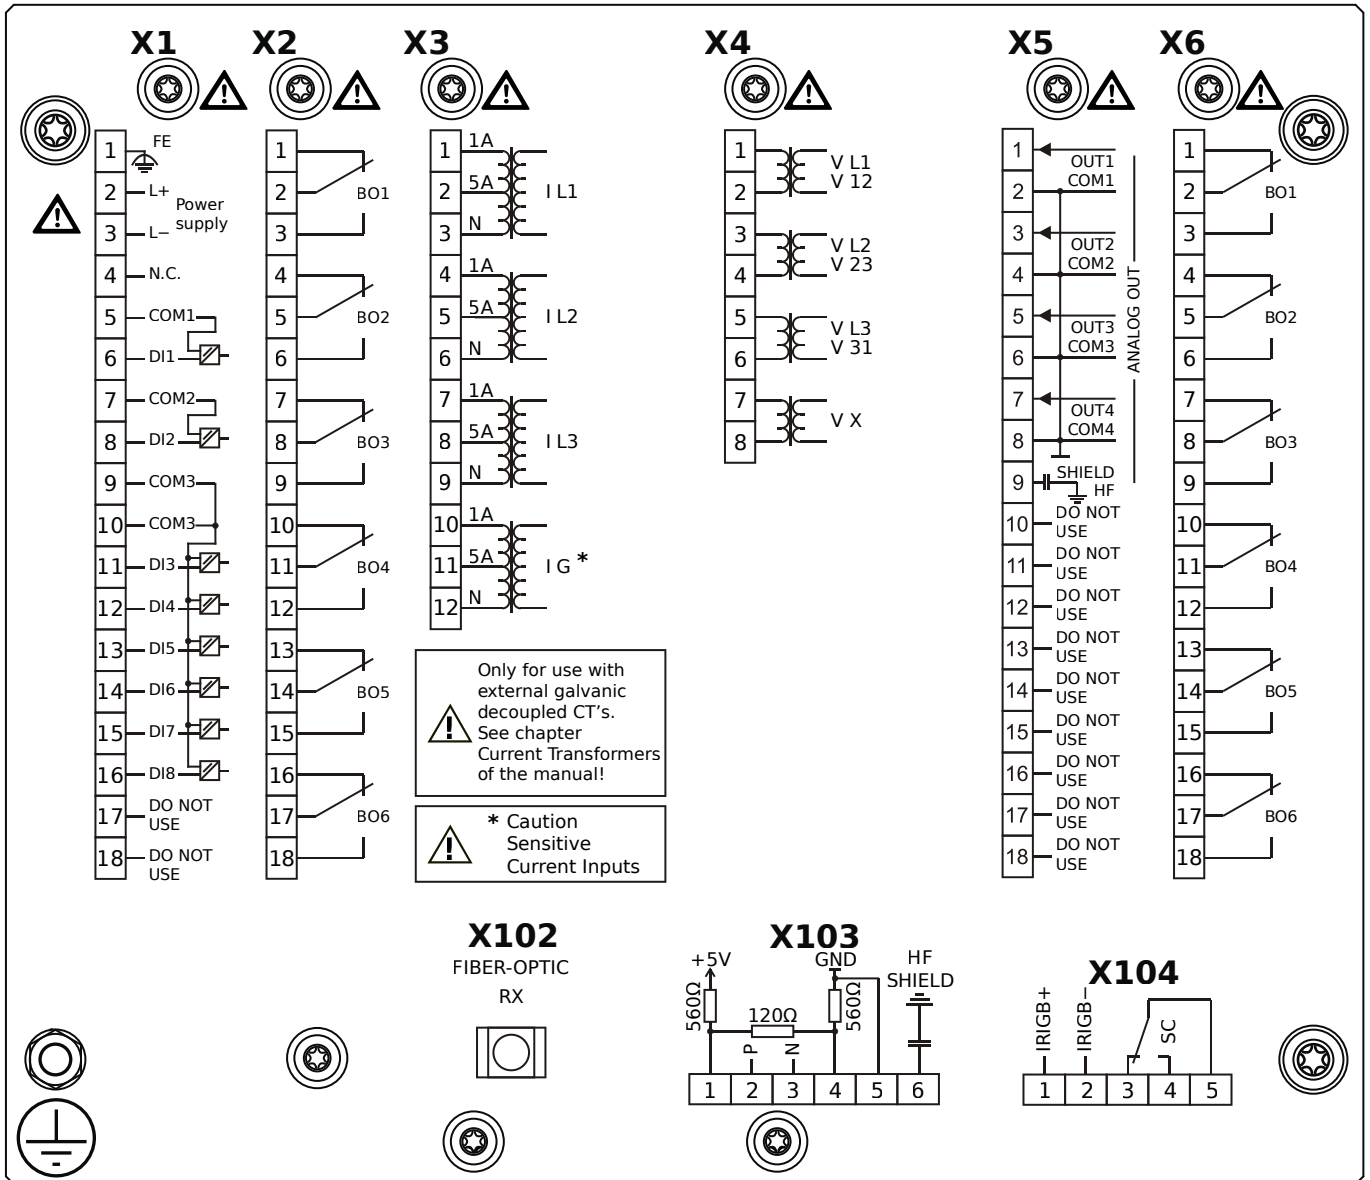 X1 X2 X3 X4 X5 X6
1 FE
2 L+
Power
supply
3 L−
4 N.C.
5 COM1
6 DI1
7 COM2
8 DI2
9 COM3
10 COM3
11 DI3
12 DI4
13 DI5
14 DI6
15 DI7
16 DI8
17 DO NOT
USE
18 DO NOT
USE
1
2 BO1
3
4
5 BO2
6
7
8 BO3
9
10
11 BO4
12
13
14 BO5
15
16
17 BO6
18
1 1A
2 5A I L1
3 N
4 1A
5 5A I L2
6 N
7 1A
8 5A I L3
9 N
10 1A
11 5A I G *
12 N
Only for use with
external galvanic
decoupled CT's.
See chapter
Current Transformers
of the manual!
* Caution
Sensitive
Current Inputs
1 V L1
2 V 12
3 V L2
4 V 23
5 V L3
6 V 31
7 V X
8
1 OUT1
2 COM1
3 OUT2
4 COM2
5 OUT3
6 COM3
7 OUT4
8 COM4
ANALOG OUT
9 SHIELD
HF
10 DO NOT
USE
11 DO NOT
USE
12 DO NOT
USE
13 DO NOT
USE
14 DO NOT
USE
15 DO NOT
USE
16 DO NOT
USE
17 DO NOT
USE
18 DO NOT
USE
1
2 BO1
3
4
5 BO2
6
7
8 BO3
9
10
11 BO4
12
13
14 BO5
15
16
17 BO6
18
X102
FIBER-OPTIC
RX
X103
+5V GND HF
SHIELD
560Ω 120Ω 560Ω
P N
1 2 3 4 5 6
X104
IRIGB+ IRIGB− SC
1 2 3 4 5